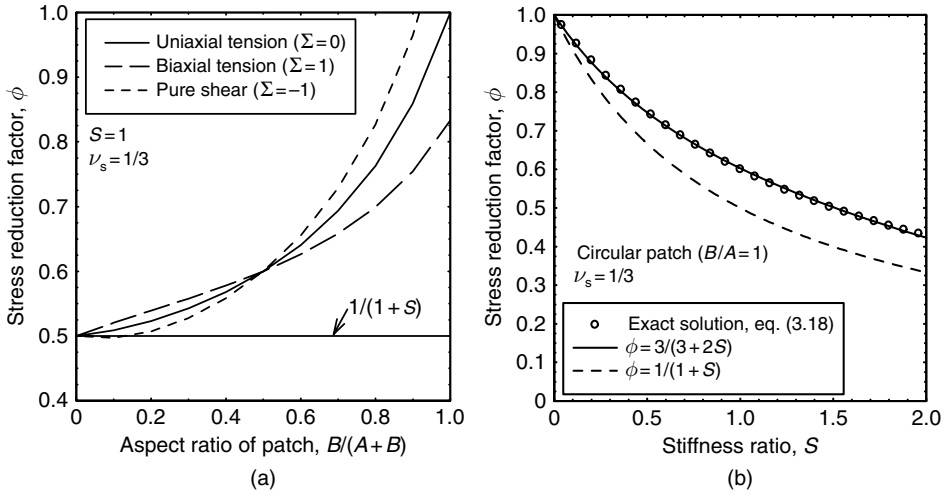 1.0
0.9
0.8
0.7
0.6
0.5
0.4
Stress reduction factor, ϕ
Uniaxial tension (Σ=0)
Biaxial tension (Σ=1)
Pure shear (Σ=−1)
S=1
νs=1/3
1/(1+S)
0 0.2 0.4 0.6 0.8 1.0
Aspect ratio of patch, B/(A+B)
(a)
1.0
0.9
0.8
0.7
0.6
0.5
0.4
0.3
0.2
0.1
0
Stress reduction factor, ϕ
Circular patch (B/A=1)
νs=1/3
Exact solution, eq. (3.18)
ϕ=3/(3+2S)
ϕ=1/(1+S)
0 0.5 1.0 1.5 2.0
Stiffness ratio, S
(b)